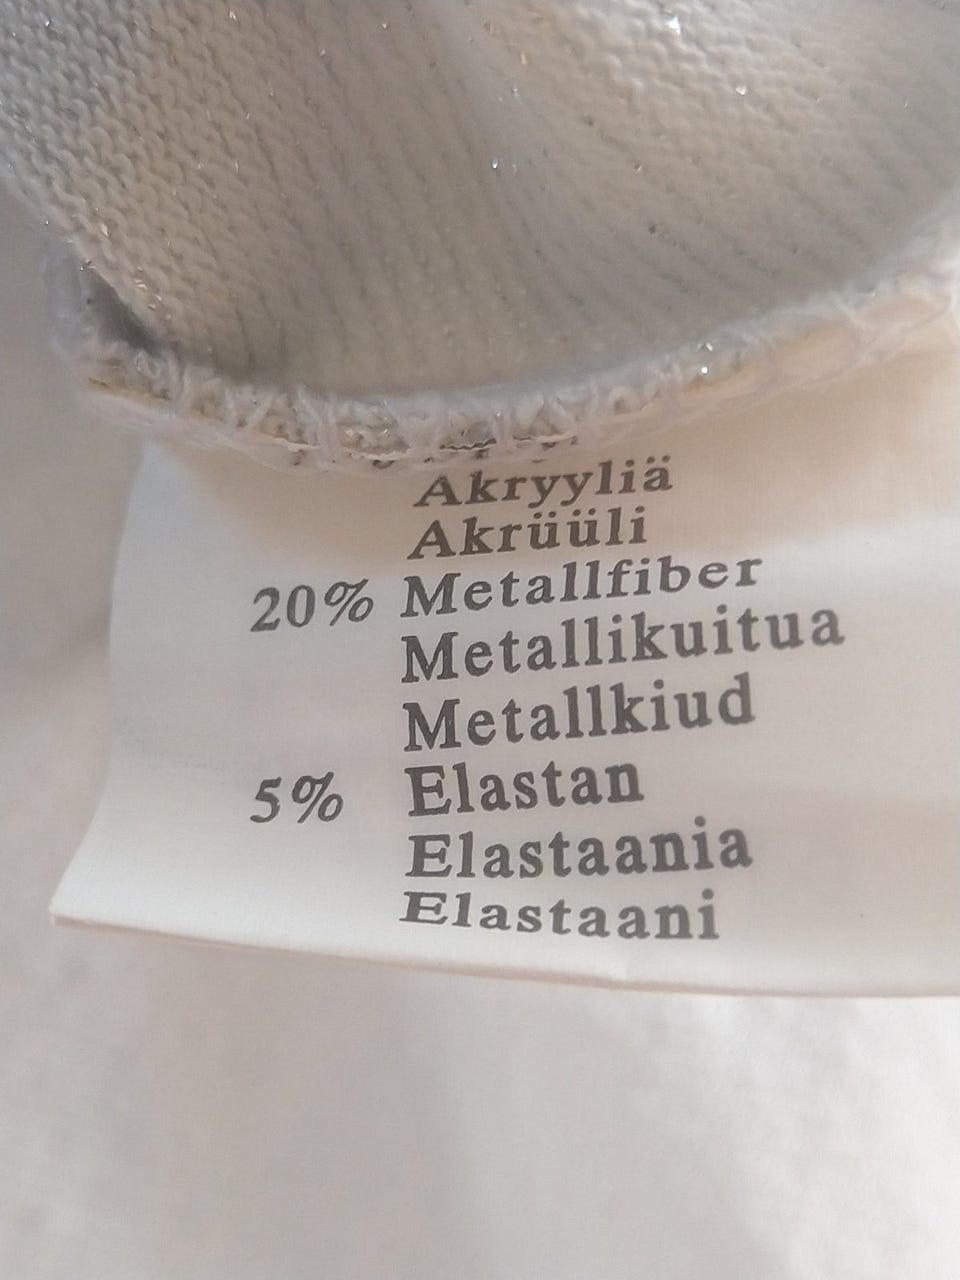 Akryyliä
Akrüüli
20% Metallfiber
Metallikuitua
Metallkiud
5% Elastan
Elastaania
Elastaani